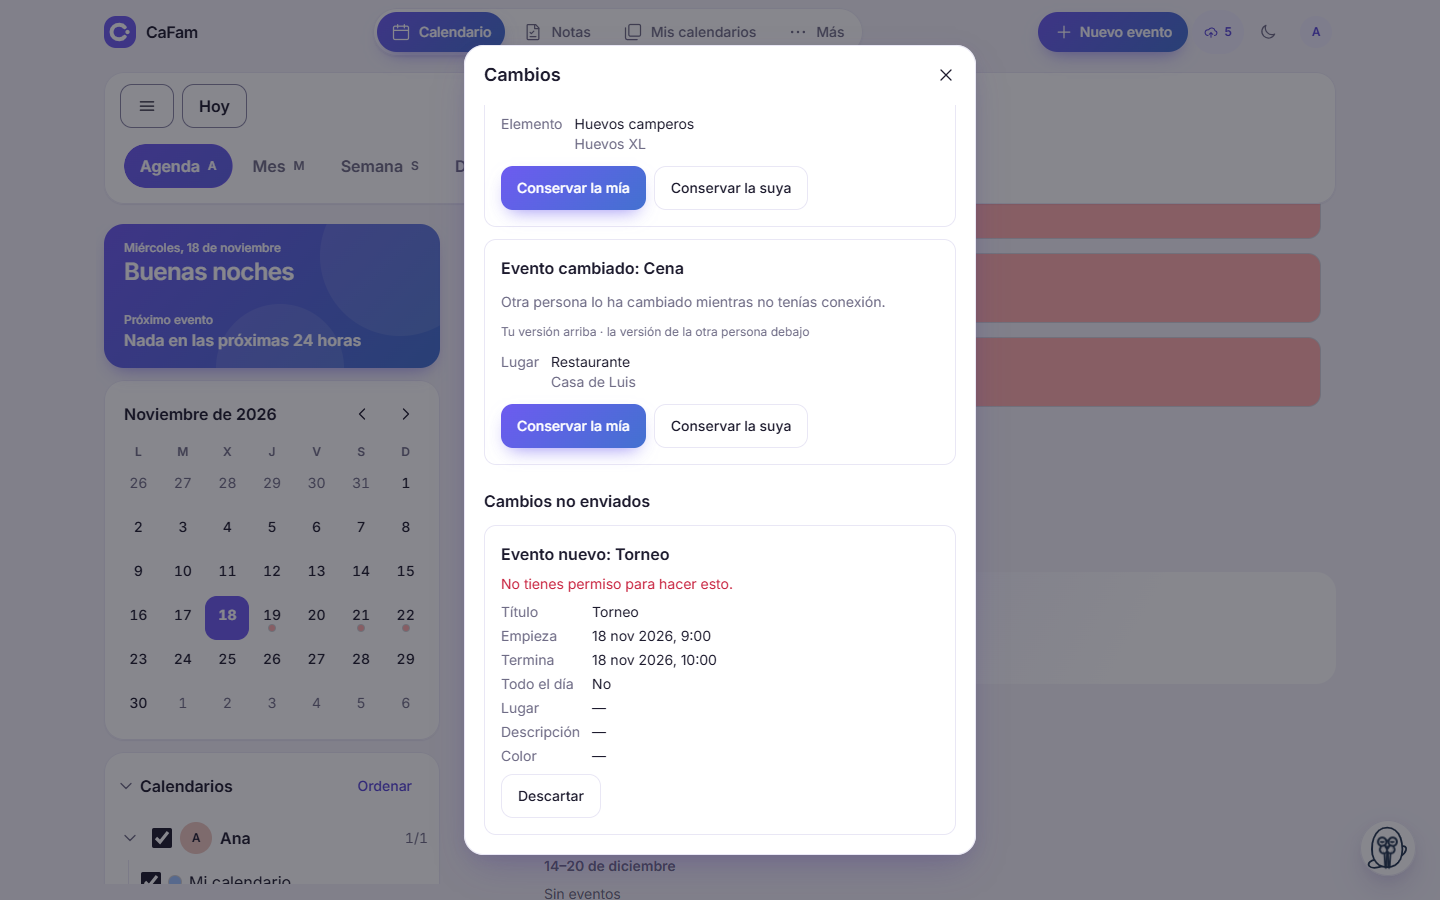 CaFam
Calendario
Notas
Mis calendarios
Más
Nuevo evento
5
A
Hoy
Agenda A
Mes M
Semana S
D
Miércoles, 18 de noviembre
Buenas noches
Próximo evento
Nada en las próximas 24 horas
Noviembre de 2026
L M X J V S D
26 27 28 29 30 31 1
2 3 4 5 6 7 8
9 10 11 12 13 14 15
16 17 18 19 20 21 22
23 24 25 26 27 28 29
30 1 2 3 4 5 6
Calendarios
Ordenar
A Ana 1/1
Mi calendario
Cambios
Elemento Huevos camperos
Huevos XL
Conservar la mía
Conservar la suya
Evento cambiado: Cena
Otra persona lo ha cambiado mientras no tenías conexión.
Tu versión arriba · la versión de la otra persona debajo
Lugar Restaurante
Casa de Luis
Conservar la mía
Conservar la suya
Cambios no enviados
Evento nuevo: Torneo
No tienes permiso para hacer esto.
Título Torneo
Empieza 18 nov 2026, 9:00
Termina 18 nov 2026, 10:00
Todo el día No
Lugar —
Descripción —
Color —
Descartar
14–20 de diciembre
Sin eventos